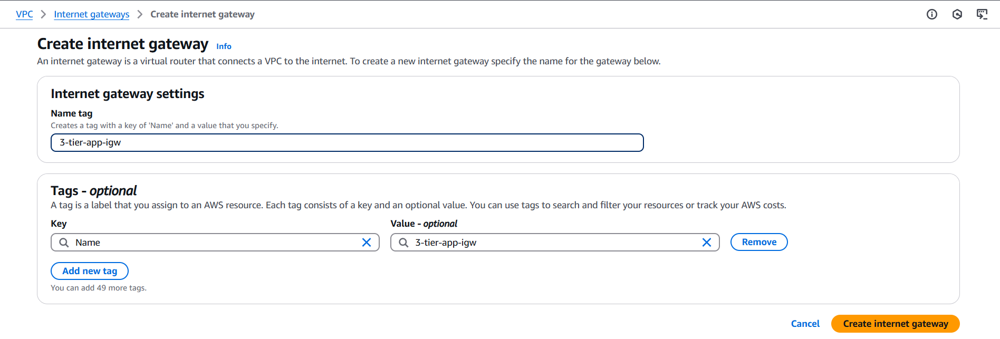 VPC > Internet gateways > Create internet gateway
Create internet gateway Info
An internet gateway is a virtual router that connects a VPC to the internet. To create a new internet gateway specify the name for the gateway below.
Internet gateway settings
Name tag
Creates a tag with a key of 'Name' and a value that you specify.
3-tier-app-igw
Tags - optional
A tag is a label that you assign to an AWS resource. Each tag consists of a key and an optional value. You can use tags to search and filter your resources or track your AWS costs.
Key Value - optional
Name 3-tier-app-igw Remove
Add new tag
You can add 49 more tags.
Cancel Create internet gateway